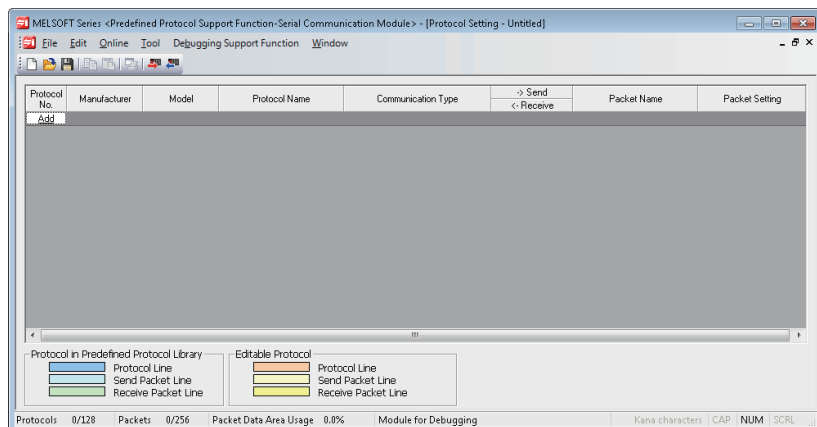 MELSOFT Series <Predefined Protocol Support Function-Serial Communication Module> - [Protocol Setting - Untitled]
File Edit Online Tool Debugging Support Function Window
Protocol No. Manufacturer Model Protocol Name Communication Type -> Send <- Receive Packet Name Packet Setting
Add
Protocol in Predefined Protocol Library
Protocol Line
Send Packet Line
Receive Packet Line
Editable Protocol
Protocol Line
Send Packet Line
Receive Packet Line
Protocols 0/128 Packets 0/256 Packet Data Area Usage 0.0% Module for Debugging Kana characters CAP NUM SCRL